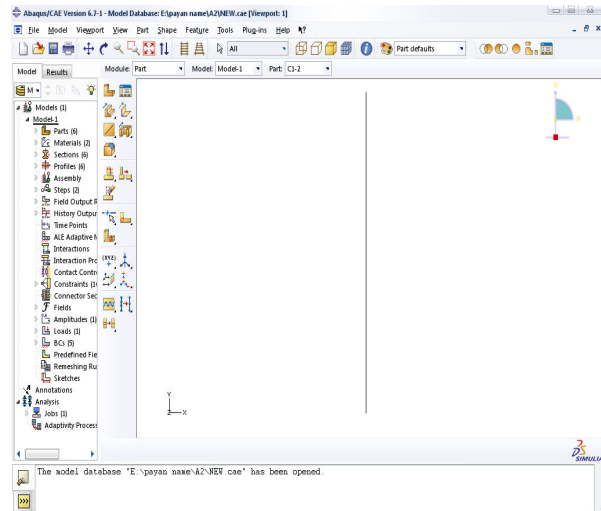 Abaqus/CAE Version 6.7-1 - Model Database: E:\payan name\A2\NEW.cae [Viewport: 1]
File Model Viewport View Part Shape Feature Tools Plug-ins Help
All Part defaults
Model Results Module: Part Model: Model-1 Part: C1-2
M
Models (1)
Model-1
Parts (6)
Materials (2)
Sections (6)
Profiles (6)
Assembly
Steps (2)
Field Output R
History Outpu
Time Points
ALE Adaptive M
Interactions
Interaction Pro
Contact Contr
Constraints (1
Connector Sec
Fields
Amplitudes (1)
Loads (1)
BCs (5)
Predefined Fie
Remeshing Ru
Sketches
Annotations
Analysis
Jobs (1)
Adaptivity Process
(XYZ)
Y
Z X
Y
X
SIMULIA
The model database "E:\payan name\A2\NEW.cae" has been opened.
>>>